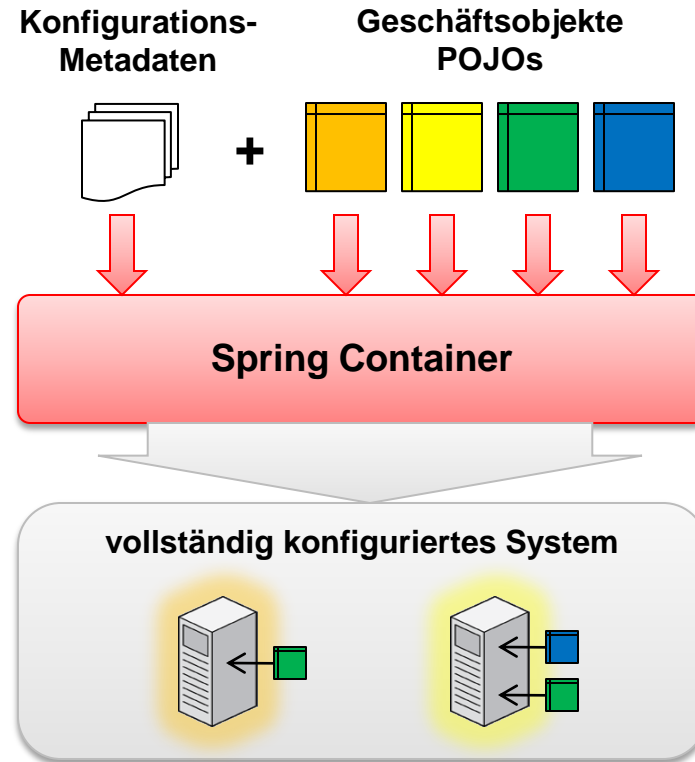 Konfigurations-
Metadaten
Geschäftsobjekte
POJOs
+
Spring Container
vollständig konfiguriertes System